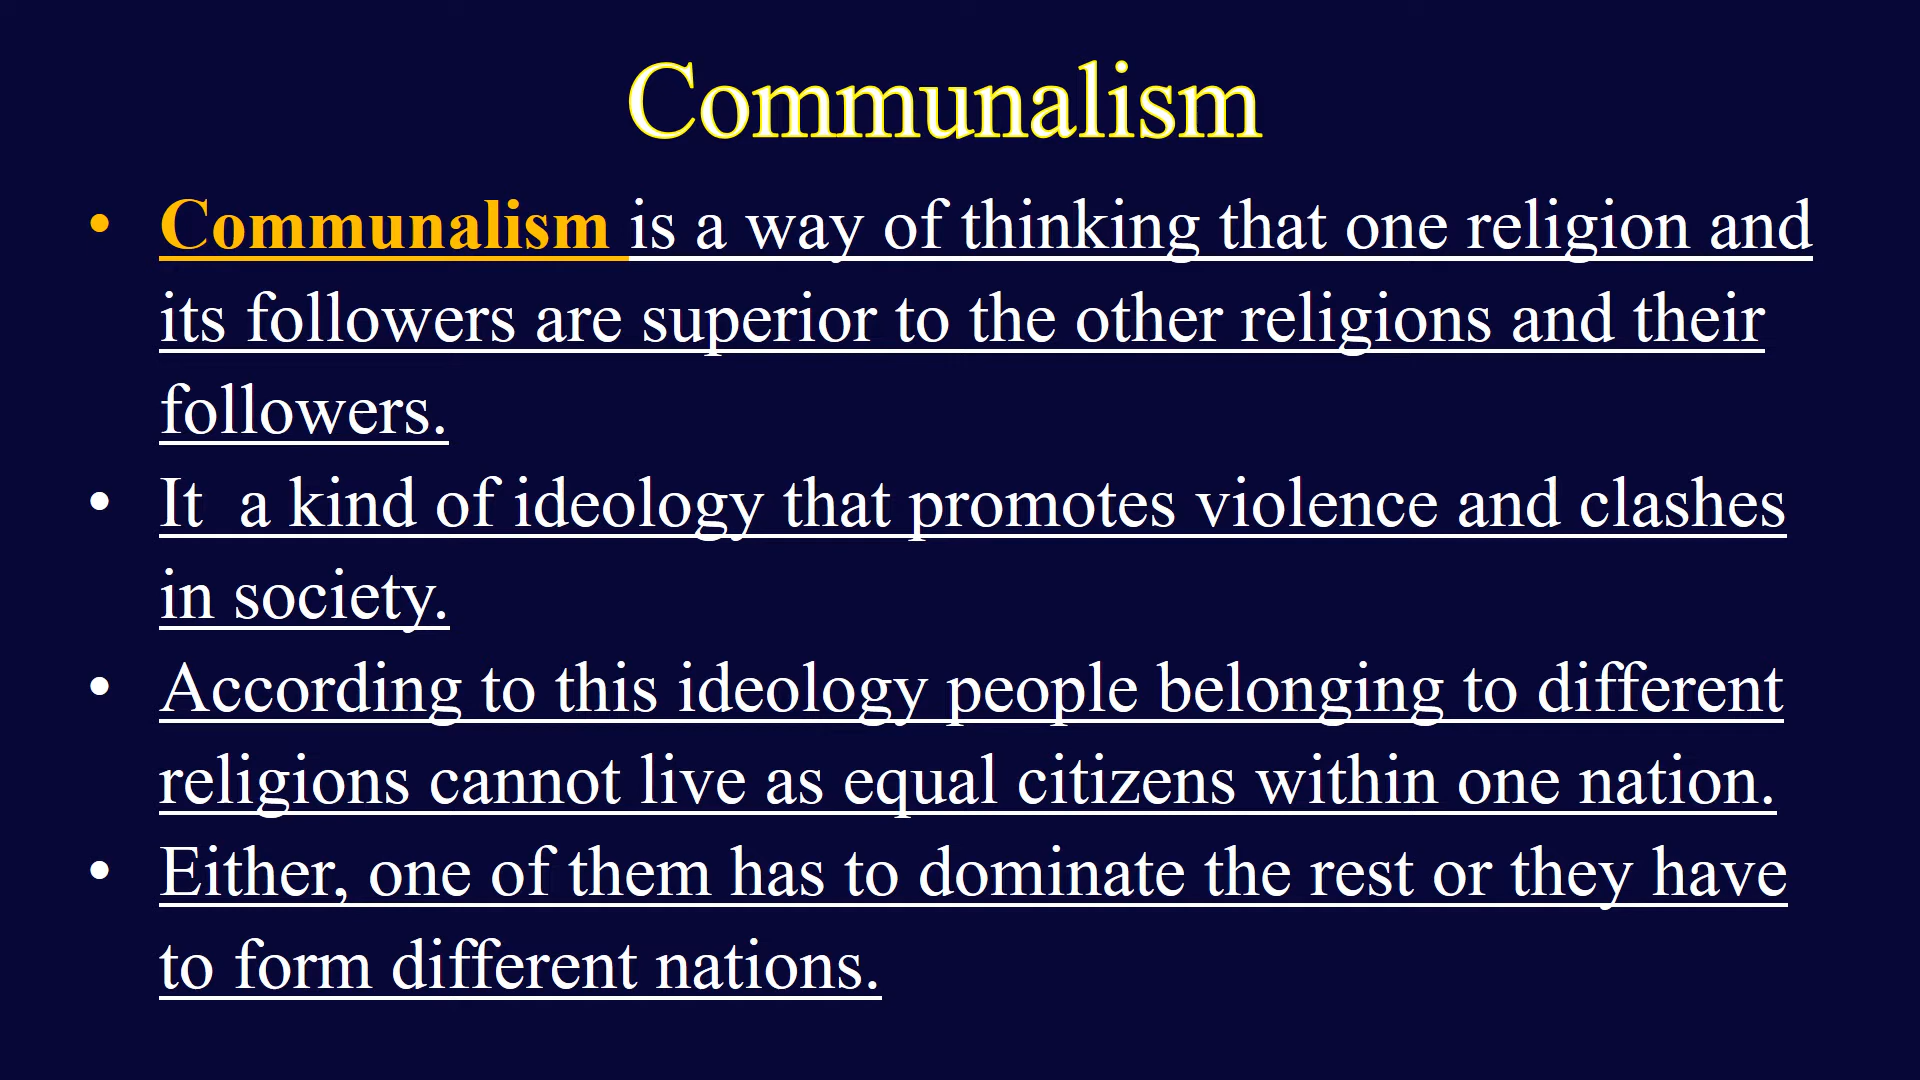 Communalism
• Communalism is a way of thinking that one religion and
its followers are superior to the other religions and their
followers.
• It  a kind of ideology that promotes violence and clashes
in society.
• According to this ideology people belonging to different
religions cannot live as equal citizens within one nation.
• Either, one of them has to dominate the rest or they have
to form different nations.